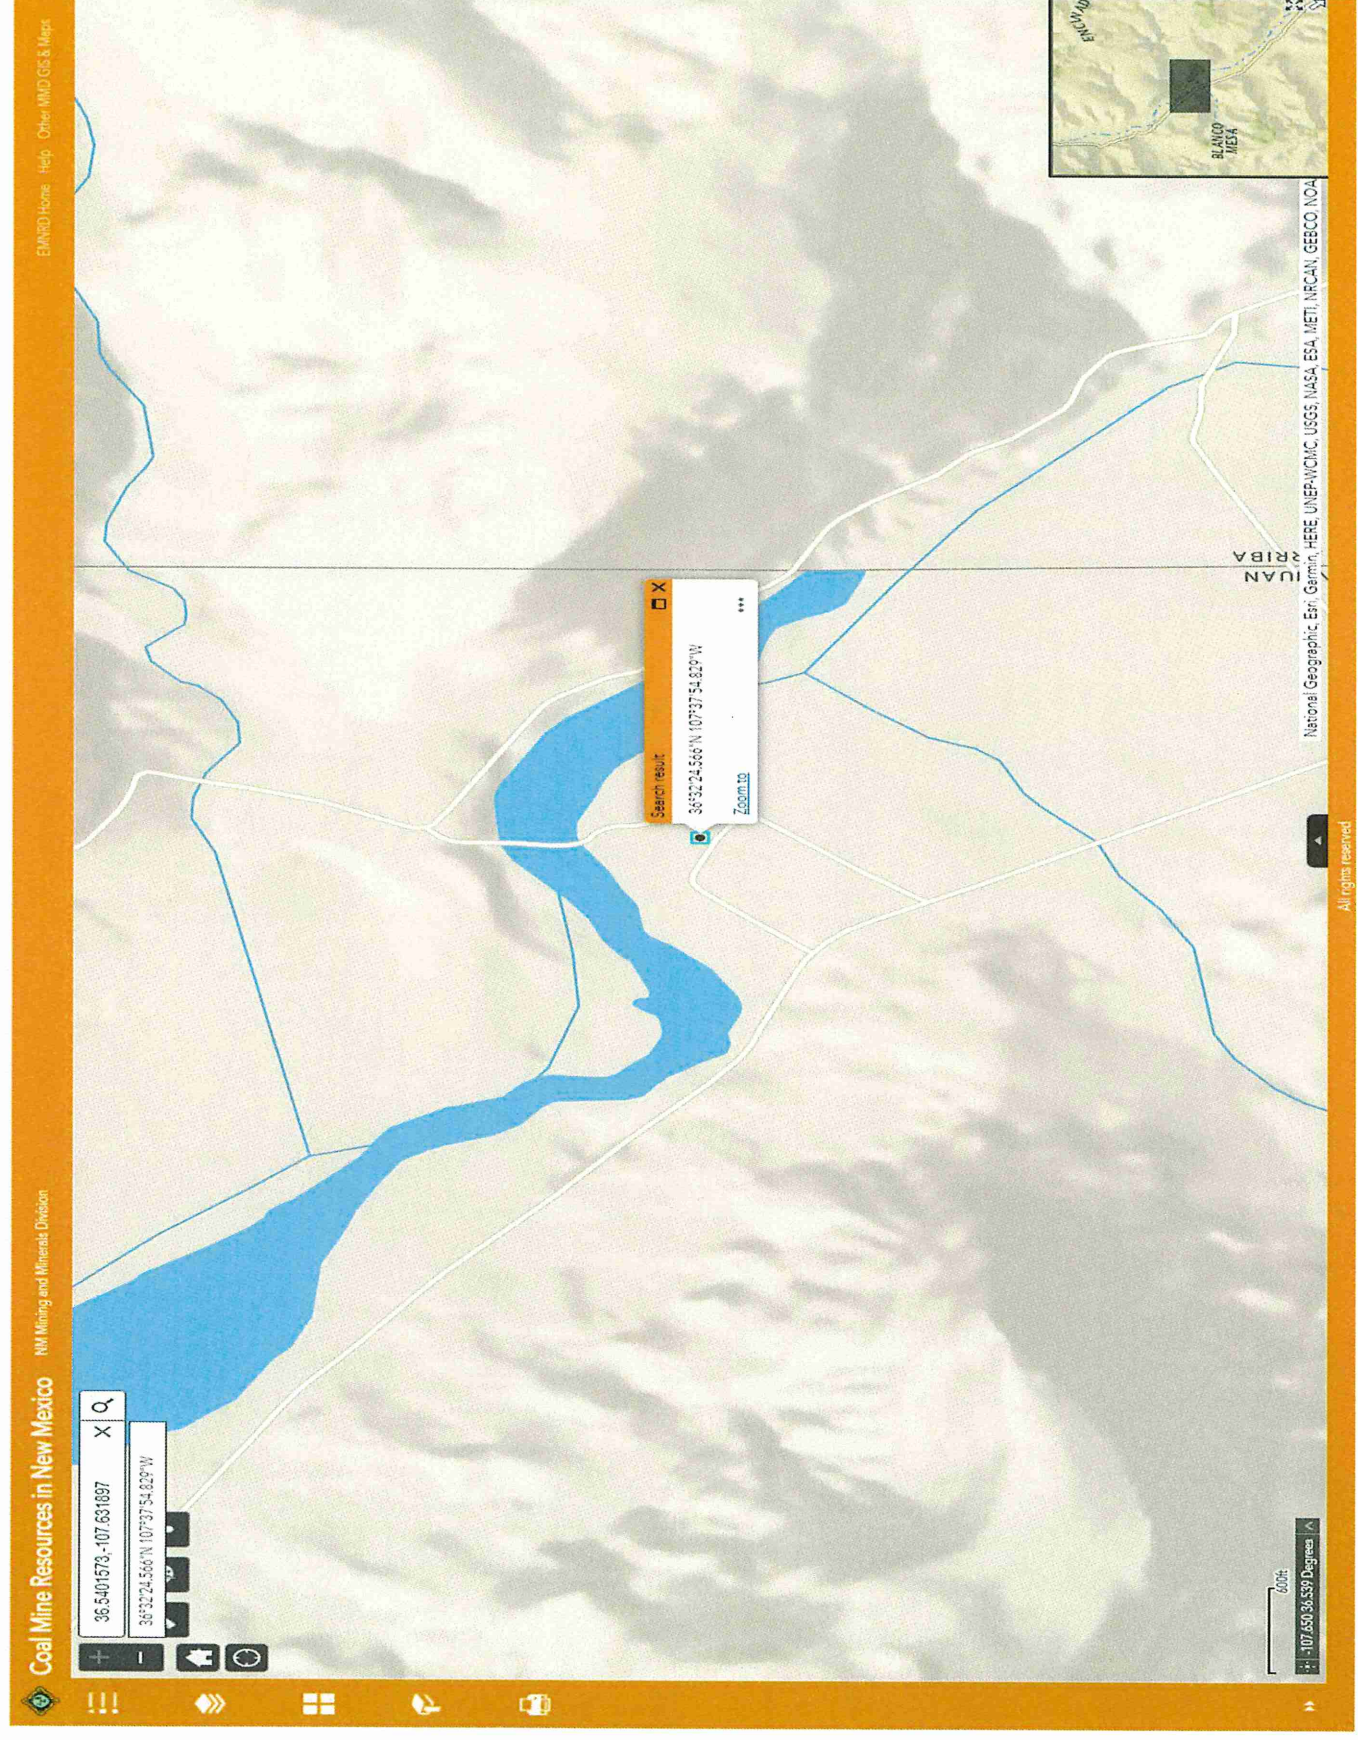 Coal Mine Resources in New Mexico NM Mining and Minerals Division
EMNRD Home Help Other MMD GIS & Maps
36.5401573,-107.631897 X
36°32'24.566"N 107°37'54.829"W
+
−
Search result X
36°32'24.566"N 107°37'54.829"W
Zoom to •••
BLANCO
MESA
RRIBA
JUAN
600ft
-107.650 36.539 Degrees
National Geographic, Esri, Garmin, HERE, UNEP-WCMC, USGS, NASA, ESA, METI, NRCAN, GEBCO, NOA
All rights reserved